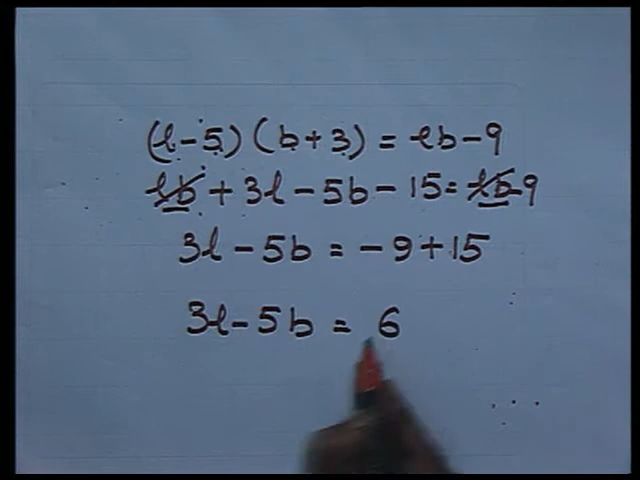 (l-5) (b+3) = lb-9
lb + 3l - 5b - 15 = lb-9
3l - 5b = -9+15
3l - 5b = 6